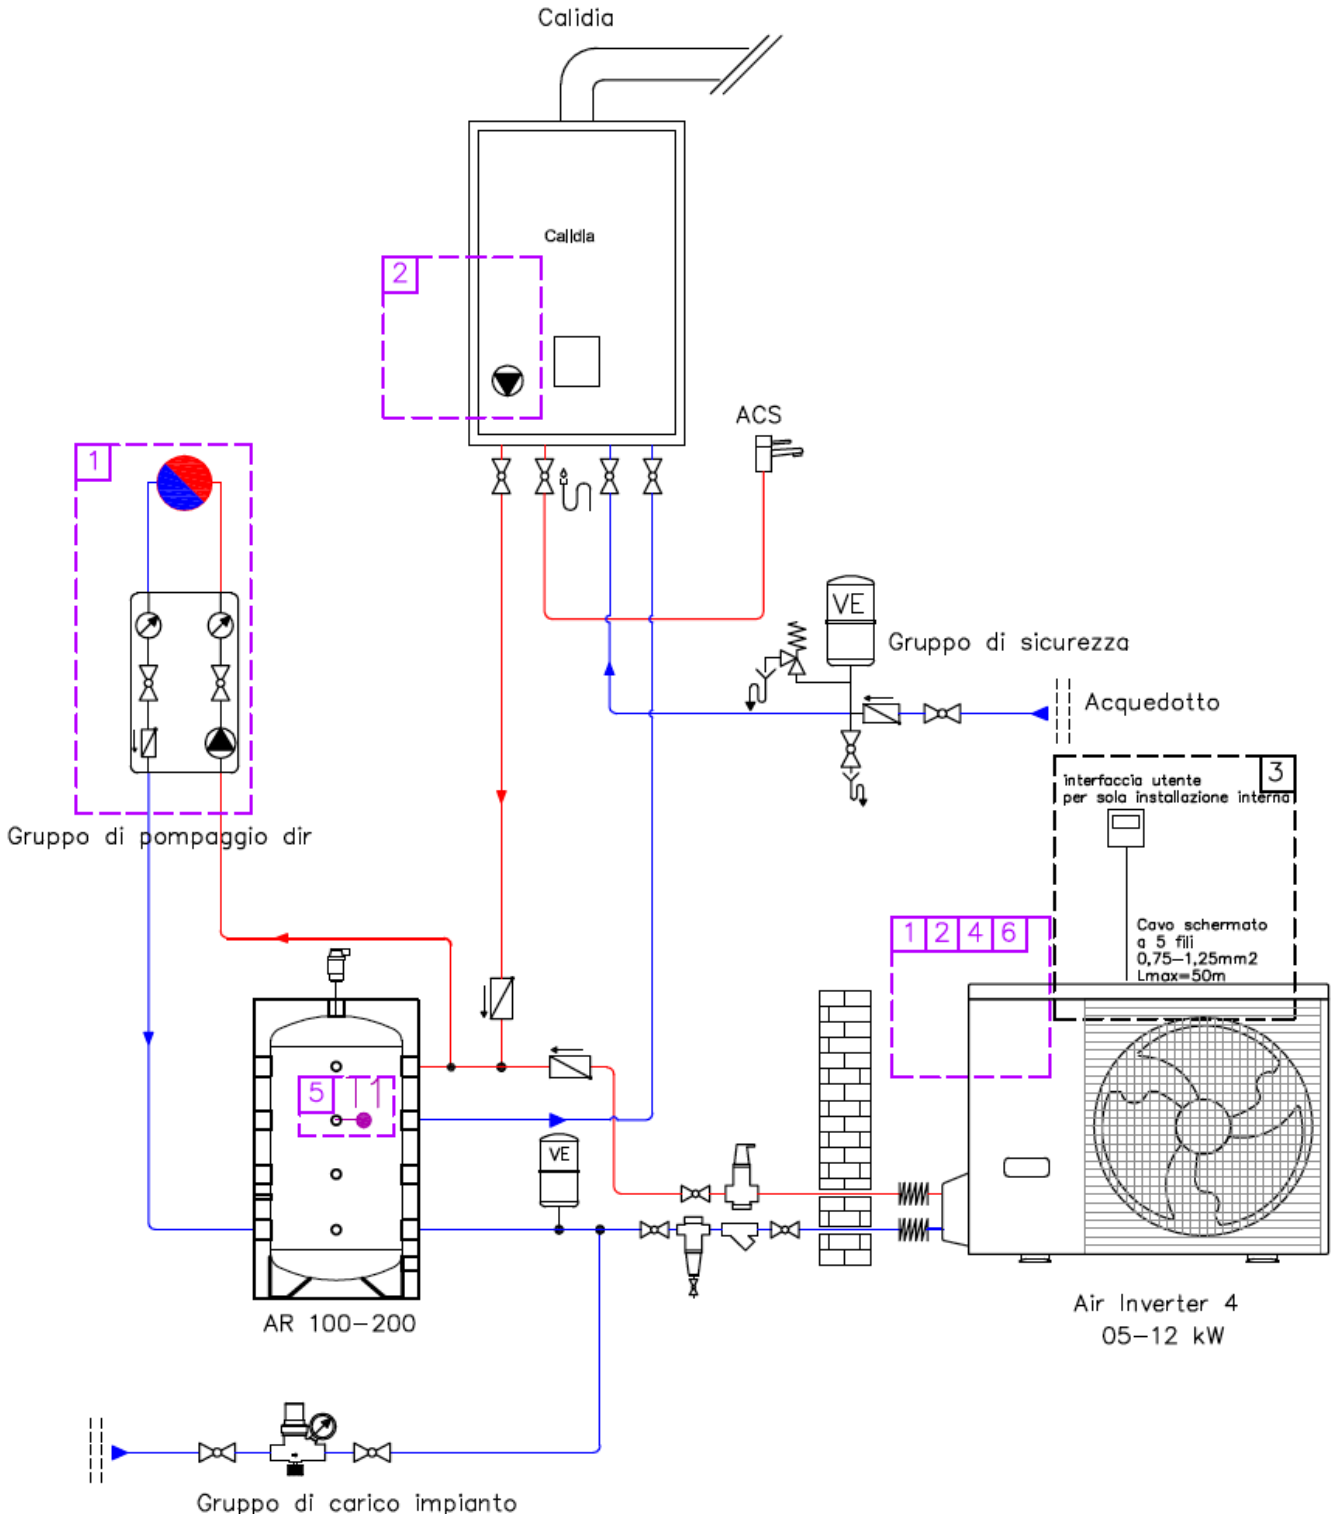 Calidia
Calidia
2
ACS
1
VE
Gruppo di sicurezza
Acquedotto
interfaccia utente
per sola installazione interna
3
Gruppo di pompaggio dir
1 2 4 6
Cavo schermato
a 5 fili
0,75-1,25mm2
Lmax=50m
5 T1
VE
AR 100-200
Air Inverter 4
05-12 kW
Gruppo di carico impianto